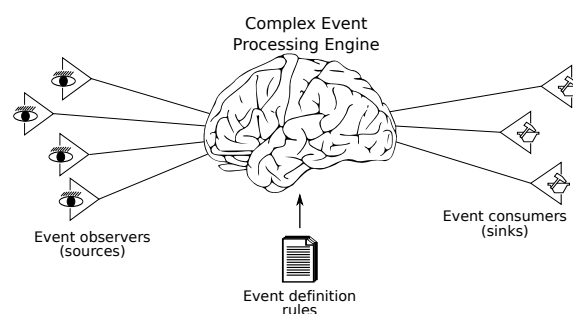 Complex Event
Processing Engine
Event observers
(sources)
Event consumers
(sinks)
Event definition
rules